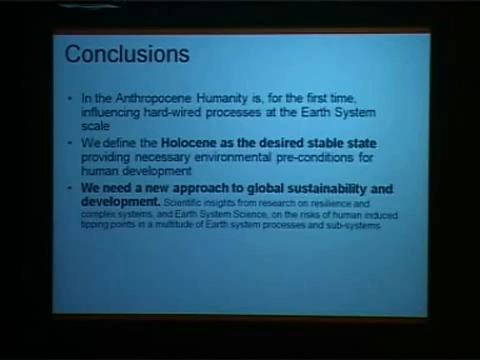 Conclusions
• In the Anthropocene Humanity is, for the first time,
influencing hard-wired processes at the Earth System
scale
• We define the Holocene as the desired stable state
providing necessary environmental pre-conditions for
human development
• We need a new approach to global sustainability and
development. Scientific insights from research on resilience and
complex systems, and Earth System Science, on the risks of human induced
tipping points in a multitude of Earth system processes and sub-systems